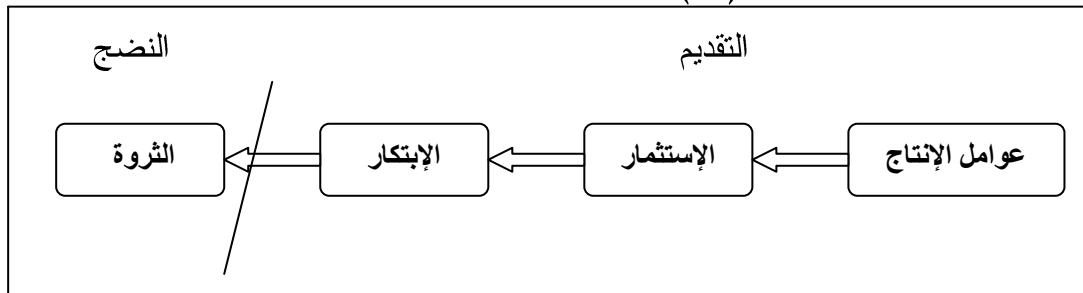 التقديم
النضج
عوامل الإنتاج
الإستثمار
الإبتكار
الثروة